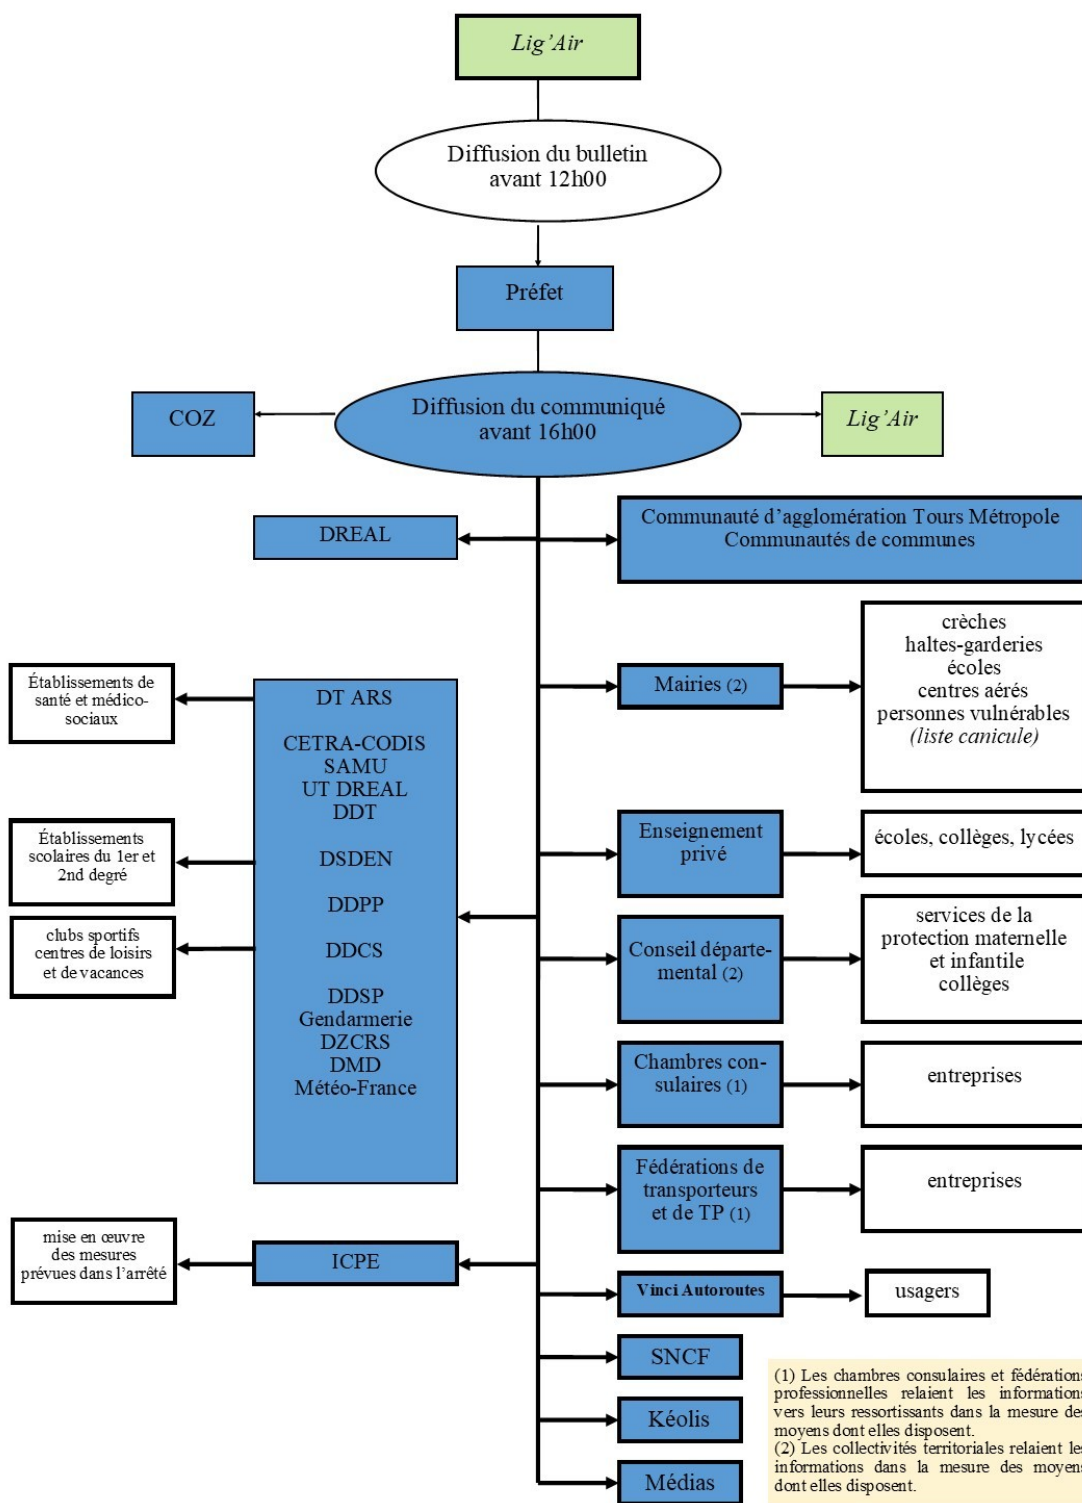 Lig’Air
Diffusion du bulletin
avant 12h00
Préfet
COZ
Diffusion du communiqué
avant 16h00
Lig’Air
DREAL
Communauté d’agglomération Tours Métropole
Communautés de communes
Établissements de
santé et médico-
sociaux
Établissements
scolaires du 1er et
2nd degré
clubs sportifs
centres de loisirs
et de vacances
DT ARS
CETRA-CODIS
SAMU
UT DREAL
DDT
DSDEN
DDPP
DDCS
DDSP
Gendarmerie
DZCRS
DMD
Météo-France
mise en œuvre
des mesures
prévues dans l’arrêté
ICPE
Mairies (2)
crèches
haltes-garderies
écoles
centres aérés
personnes vulnérables
(liste canicule)
Enseignement
privé
écoles, collèges, lycées
Conseil départe-
mental (2)
services de la
protection maternelle
et infantile
collèges
Chambres con-
sulaires (1)
entreprises
Fédérations de
transporteurs
et de TP (1)
entreprises
Vinci Autoroutes
usagers
SNCF
Kéolis
Médias
(1) Les chambres consulaires et fédérations
professionnelles relaient les informations
vers leurs ressortissants dans la mesure des
moyens dont elles disposent.
(2) Les collectivités territoriales relaient les
informations dans la mesure des moyens
dont elles disposent.